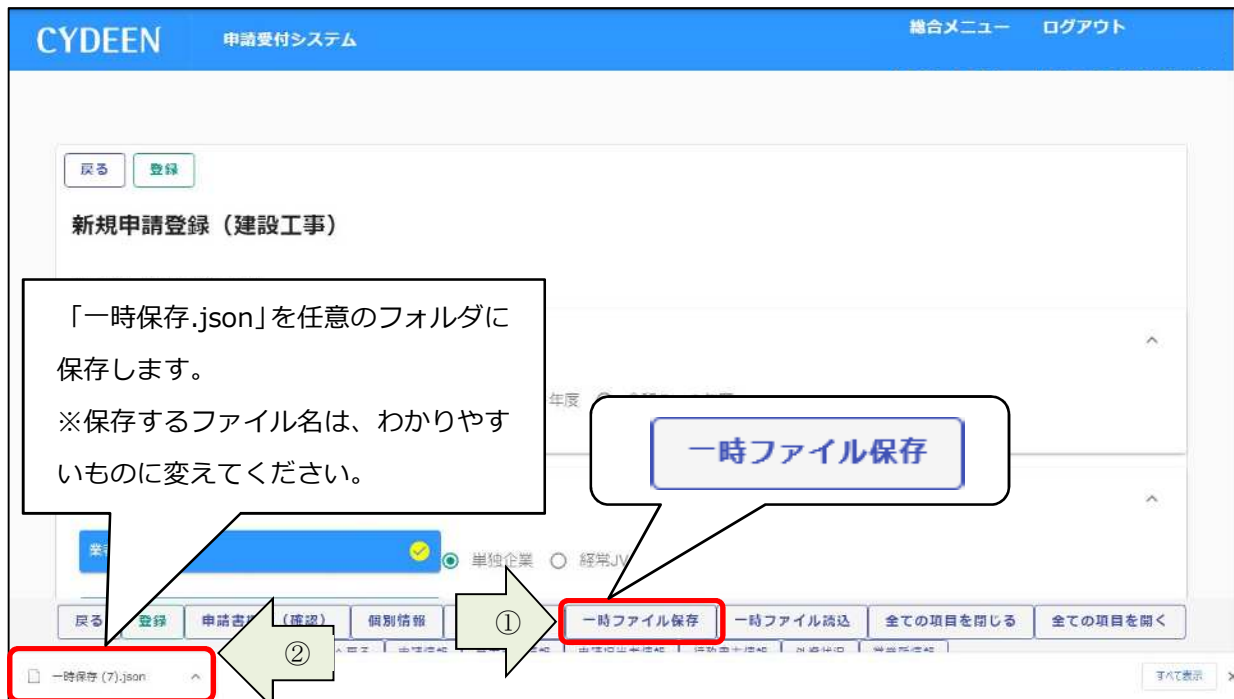 CYDEEN 申請受付システム 総合メニュー ログアウト
戻る 登録
新規申請登録（建設工事）
「一時保存.json」を任意のフォルダに
保存します。
※保存するファイル名は、わかりやす
いものに変えてください。
年度
一時ファイル保存
単独企業 経常JV
①
戻る 登録 申請書 （確認） 個別情報 一時ファイル保存 一時ファイル読込 全ての項目を閉じる 全ての項目を開く
②
一時保存 (7).json すべて表示